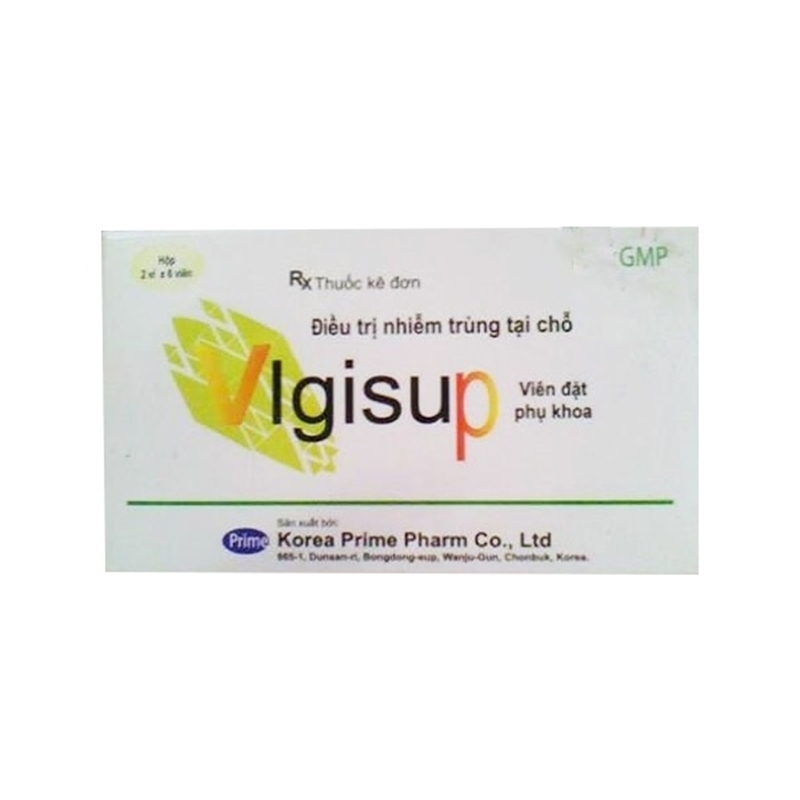 Hộp
2 vỉ x 6 viên
GMP
Rx Thuốc kê đơn
Điều trị nhiễm trùng tại chỗ
VIgisup
Viên đặt
phụ khoa
Sản xuất bởi:
Prime
Korea Prime Pharm Co., Ltd
865-1, Dunsan-ri, Bongdong-eup, Wanju-Gun, Chonbuk, Korea.